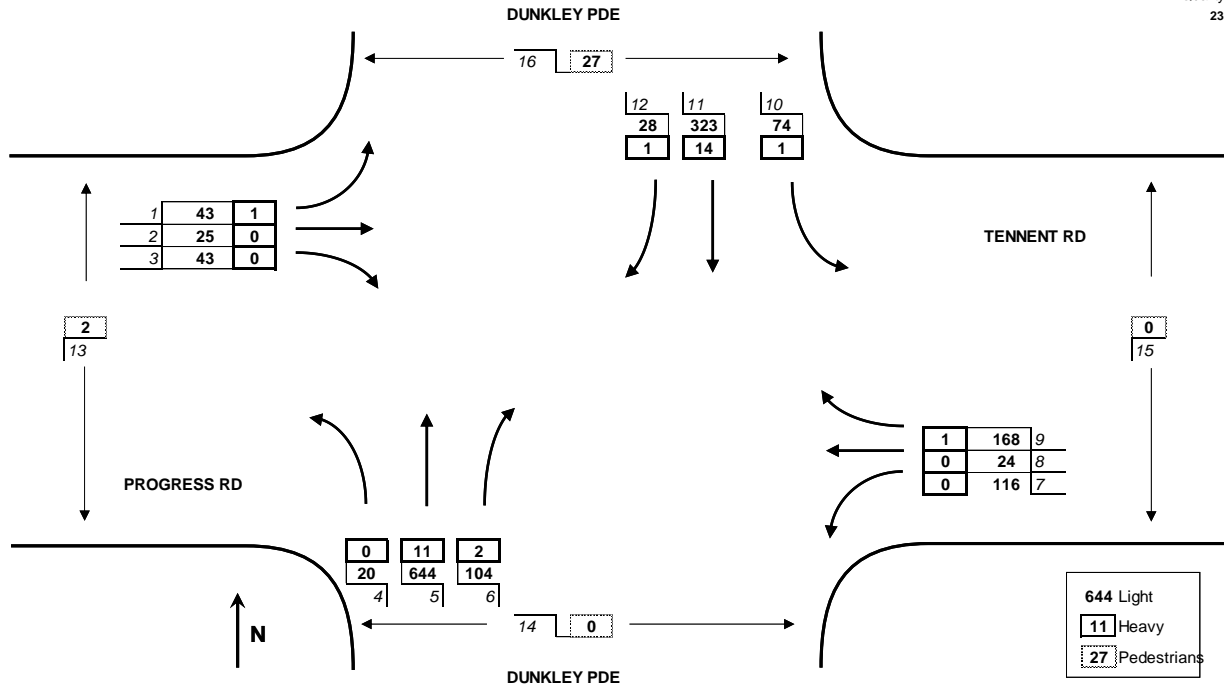 DUNKLEY PDE
23
16 27
12 11 10
28 323 74
1 14 1
1 43 1
2 25 0
3 43 0
TENNENT RD
2
13
0
15
1 168 9
0 24 8
0 116 7
PROGRESS RD
0 11 2
20 644 104
4 5 6
14 0
N
644 Light
11 Heavy
27 Pedestrians
DUNKLEY PDE